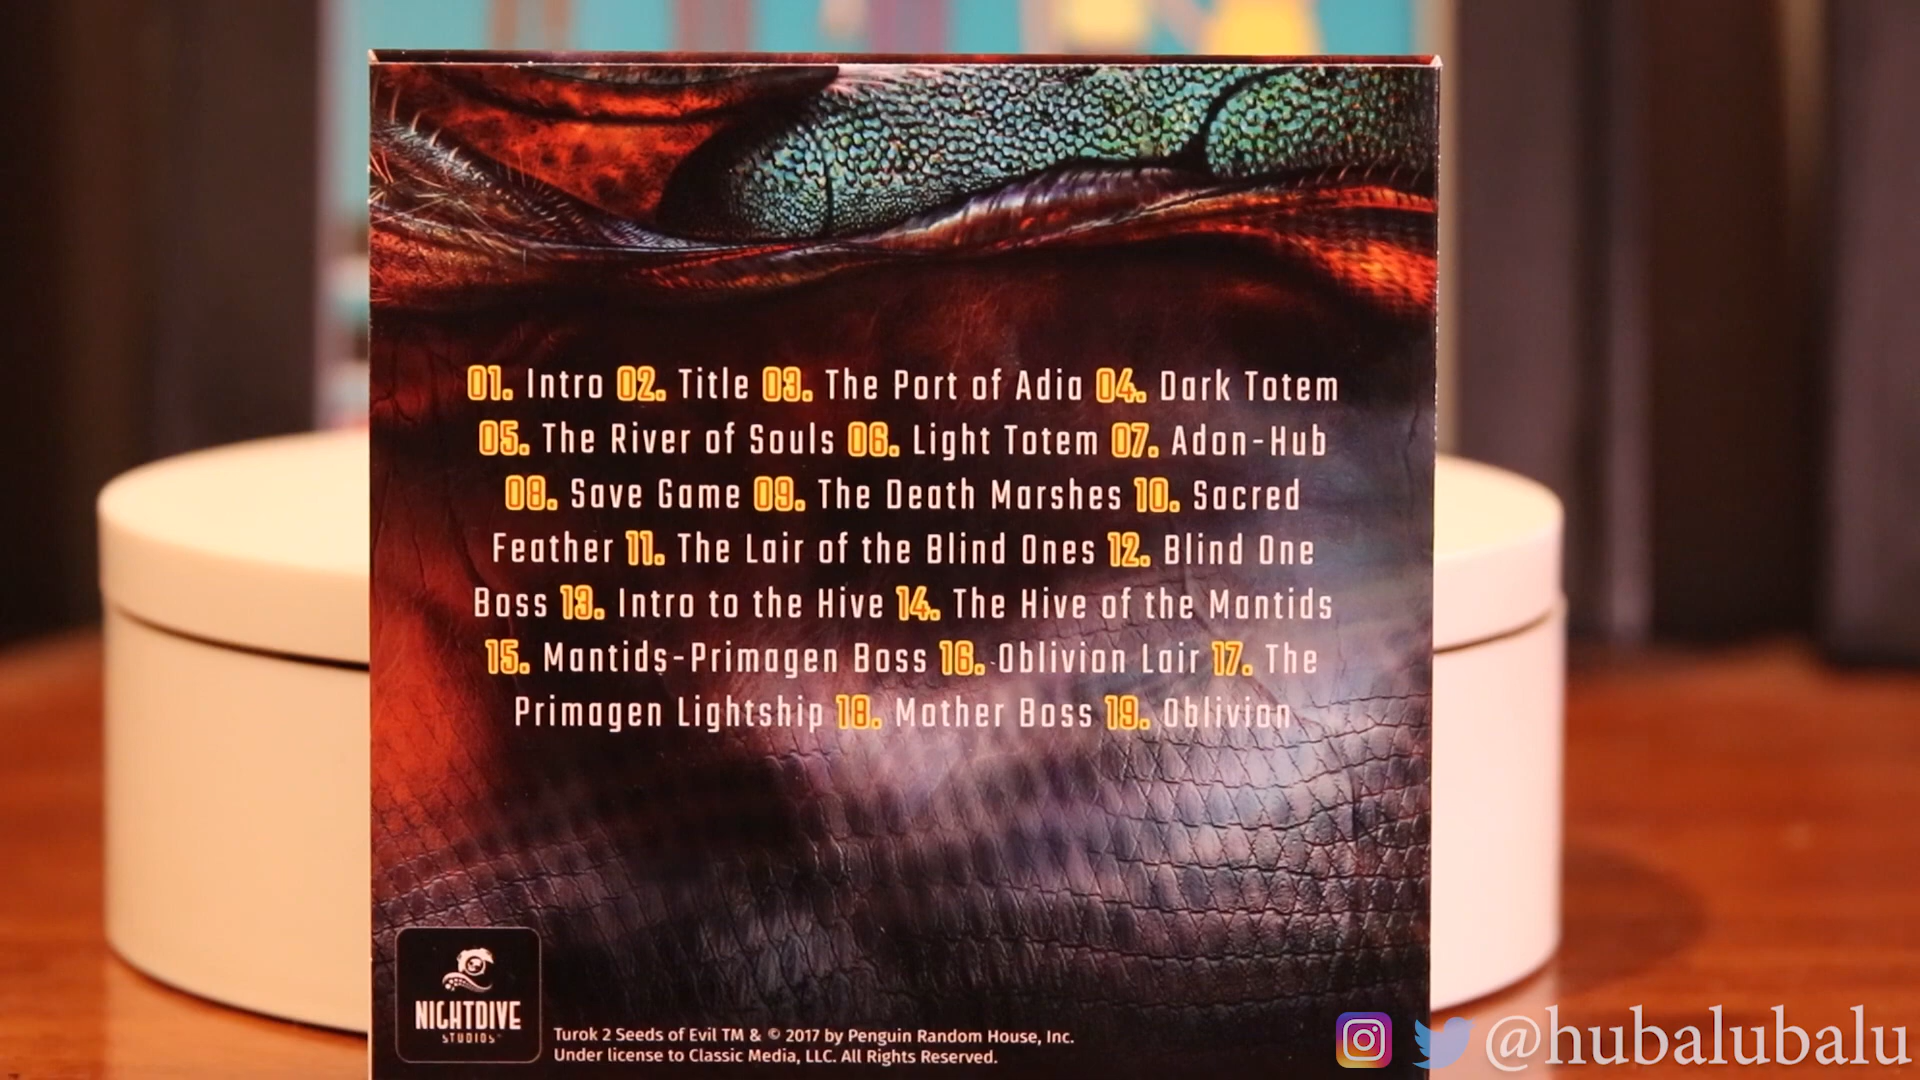 01. Intro 02. Title 03. The Port of Adia 04. Dark Totem
05. The River of Souls 06. Light Totem 07. Adon-Hub
08. Save Game 09. The Death Marshes 10. Sacred
Feather 11. The Lair of the Blind Ones 12. Blind One
Boss 13. Intro to the Hive 14. The Hive of the Mantids
15. Mantids-Primagen Boss 16. Oblivion Lair 17. The
Primagen Lightship 18. Mother Boss 19. Oblivion
NIGHTDIVE
STUDIOS
Turok 2 Seeds of Evil TM & © 2017 by Penguin Random House, Inc.
Under license to Classic Media, LLC. All Rights Reserved.
@hubalubalu